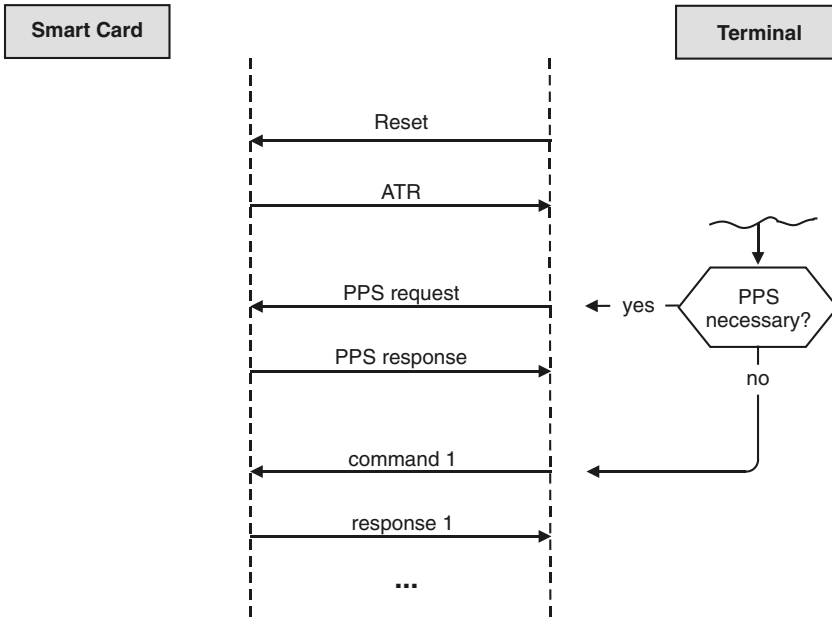 Smart Card
Terminal
Reset
ATR
PPS request
yes
PPS
necessary?
PPS response
no
command 1
response 1
...